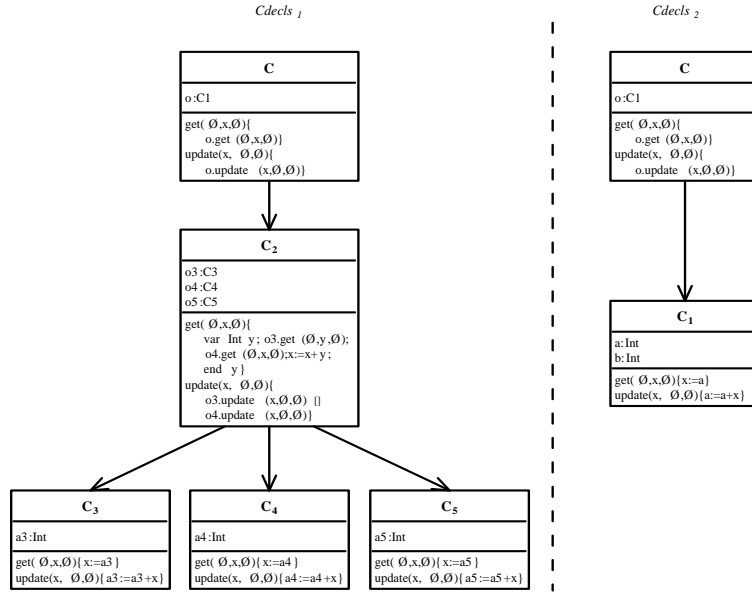 Cdecls 1
C
o:C1
get( Ø,x,Ø){
o.get (Ø,x,Ø)}
update(x, Ø,Ø){
o.update (x,Ø,Ø)}
C2
o3:C3
o4:C4
o5:C5
get( Ø,x,Ø){
var Int y; o3.get (Ø,y,Ø);
o4.get (Ø,x,Ø);x:=x+y;
end y}
update(x, Ø,Ø){
o3.update (x,Ø,Ø) []
o4.update (x,Ø,Ø)}
C3
a3:Int
get( Ø,x,Ø){x:=a3}
update(x, Ø,Ø){a3:=a3+x}
C4
a4:Int
get( Ø,x,Ø){x:=a4}
update(x, Ø,Ø){a4:=a4+x}
C5
a5:Int
get( Ø,x,Ø){x:=a5}
update(x, Ø,Ø){a5:=a5+x}
Cdecls 2
C
o:C1
get( Ø,x,Ø){
o.get (Ø,x,Ø)}
update(x, Ø,Ø){
o.update (x,Ø,Ø)}
C1
a:Int
b:Int
get( Ø,x,Ø){x:=a}
update(x, Ø,Ø){a:=a+x}